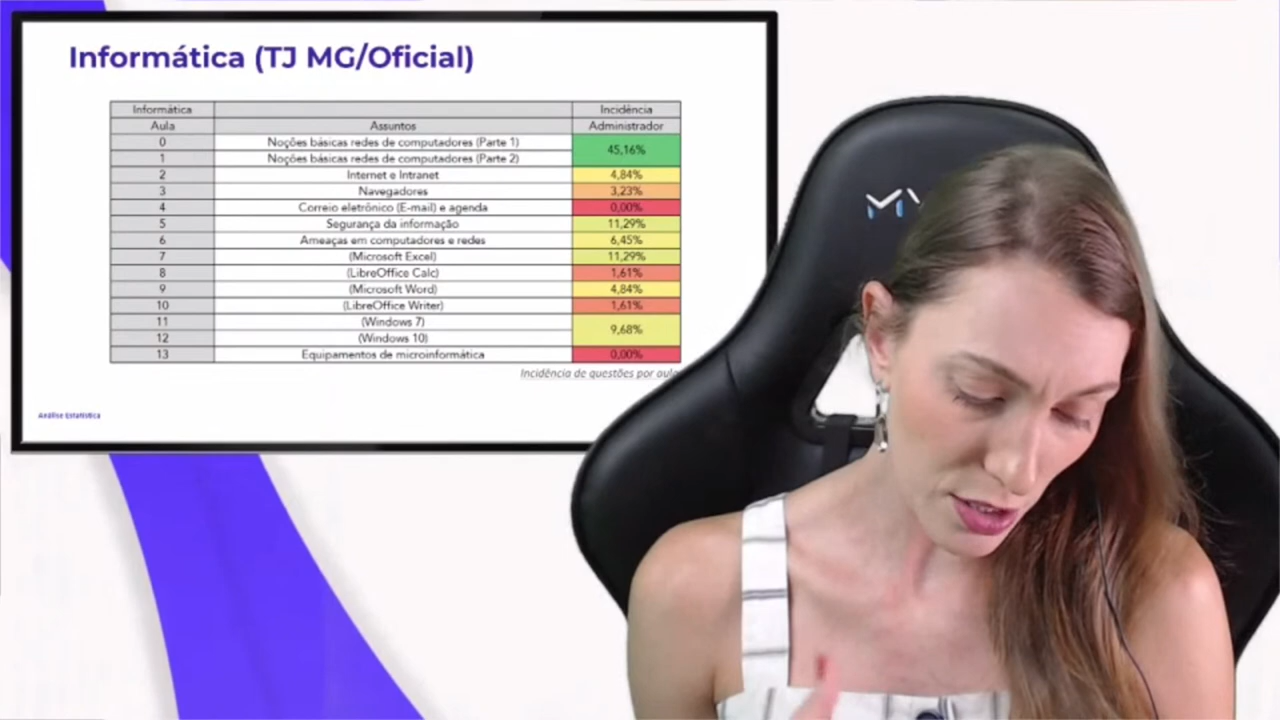 Informática (TJ MG/Oficial)
Informática Incidência
Aula Assuntos Administrador
0 Noções básicas redes de computadores (Parte 1) 45,16%
1 Noções básicas redes de computadores (Parte 2)
2 Internet e Intranet 4,84%
3 Navegadores 3,23%
4 Correio eletrônico (E-mail) e agenda 0,00%
5 Segurança da informação 11,29%
6 Ameaças em computadores e redes 6,45%
7 (Microsoft Excel) 11,29%
8 (LibreOffice Calc) 1,61%
9 (Microsoft Word) 4,84%
10 (LibreOffice Writer) 1,61%
11 (Windows 7) 9,68%
12 (Windows 10)
13 Equipamentos de microinformática 0,00%
Incidência de questões por aula
Análise Estatística